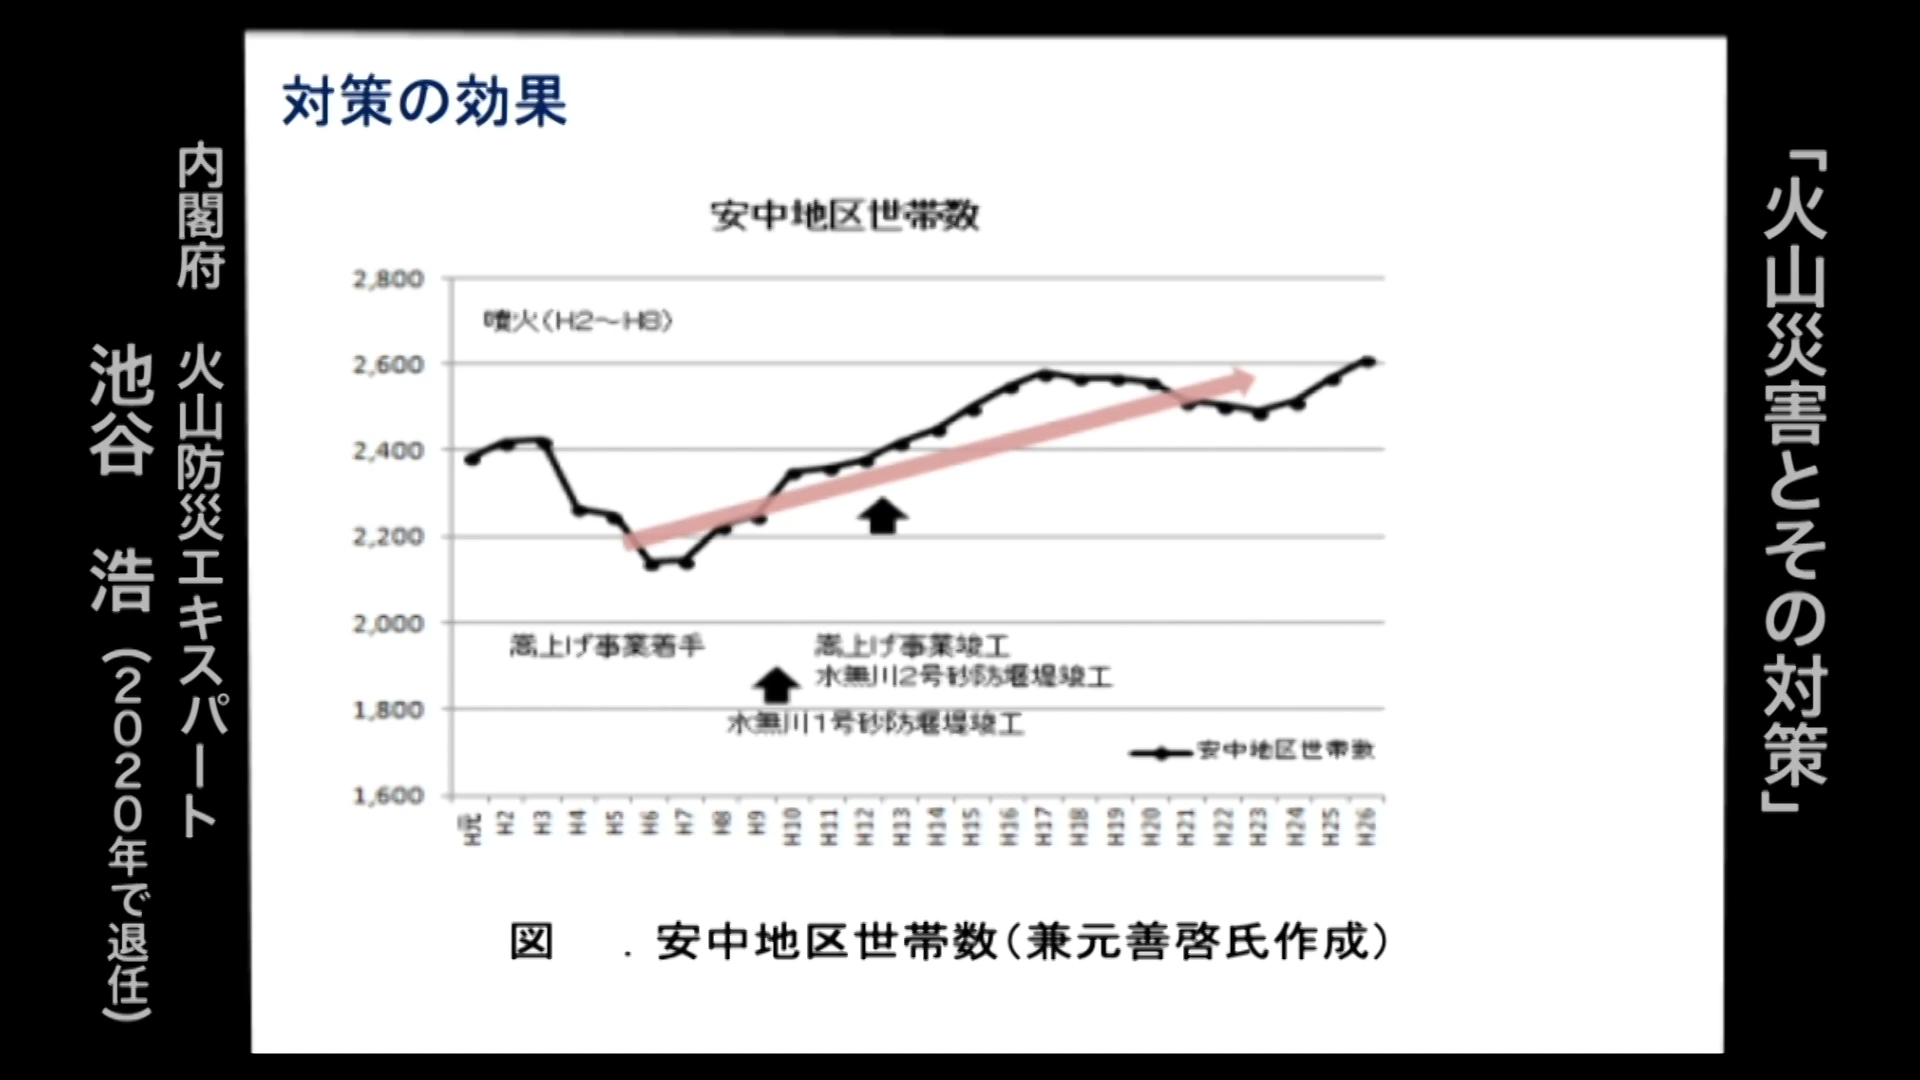 「火山災害とその対策」
内閣府 火山防災エキスパート
池谷 浩(2020年で退任)
対策の効果
安中地区世帯数
2,800
2,600
2,400
2,200
2,000
1,800
1,600
噴火(H2～H8)
嵩上げ事業着手
嵩上げ事業竣工
水無川2号砂防堰堤竣工
水無川1号砂防堰堤竣工
安中地区世帯数
H元 H2 H3 H4 H5 H6 H7 H8 H9 H10 H11 H12 H13 H14 H15 H16 H17 H18 H19 H20 H21 H22 H23 H24 H25 H26
図 . 安中地区世帯数(兼元善啓氏作成)